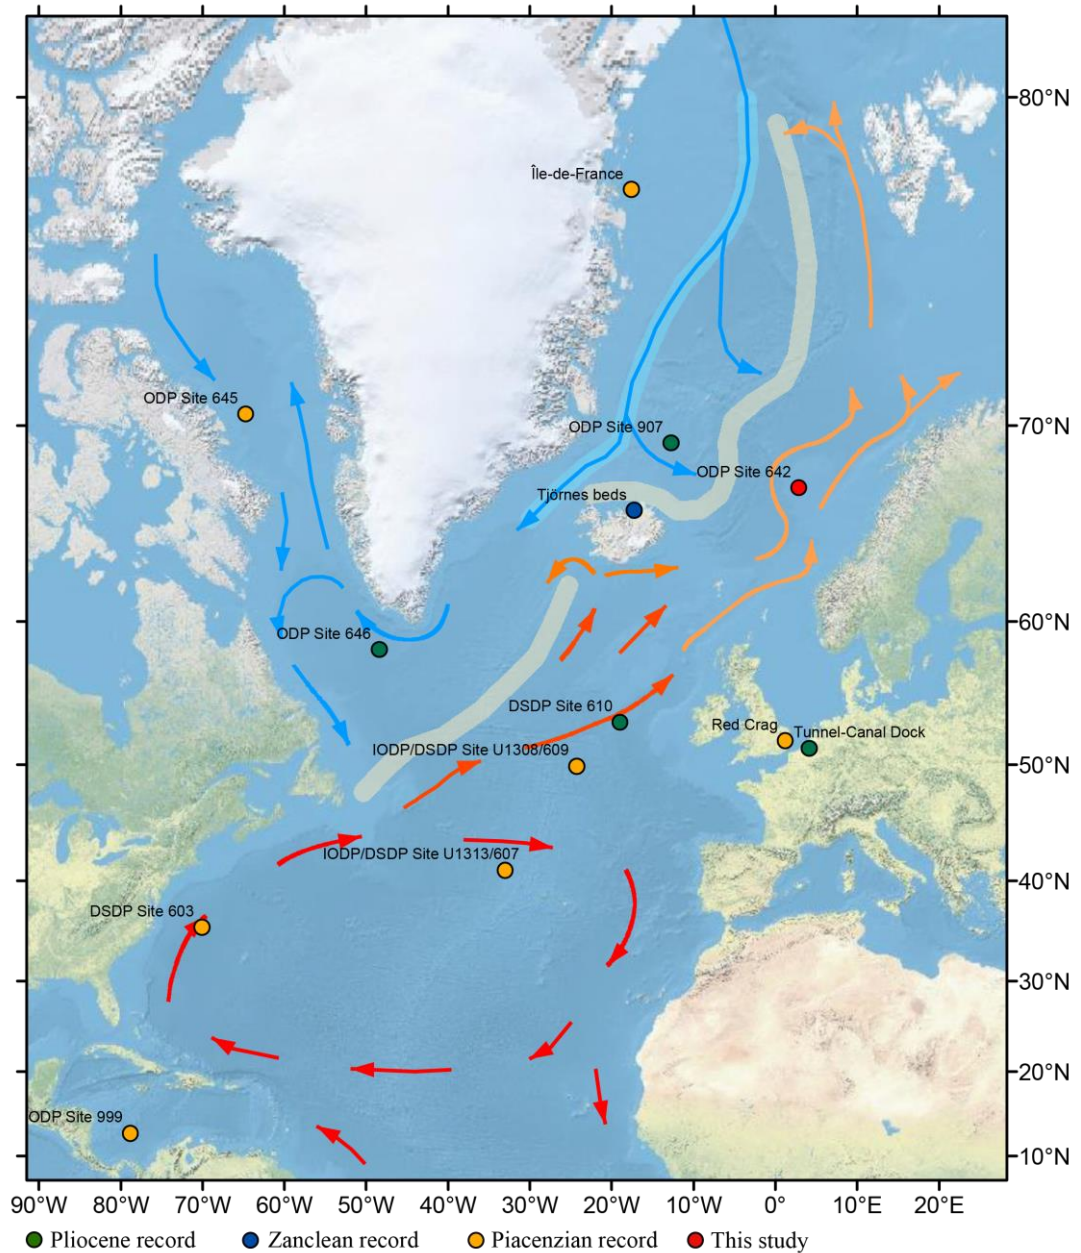 80°N
Île-de-France
ODP Site 645
70°N
ODP Site 907
ODP Site 642
Tjörnes beds
60°N
ODP Site 646
DSDP Site 610
Red Crag
Tunnel-Canal Dock
IODP/DSDP Site U1308/609
50°N
IODP/DSDP Site U1313/607
40°N
DSDP Site 603
30°N
20°N
ODP Site 999
10°N
90°W 80°W 70°W 60°W 50°W 40°W 30°W 20°W 10°W 0° 10°E 20°E
Pliocene record Zanclean record Piacenzian record This study